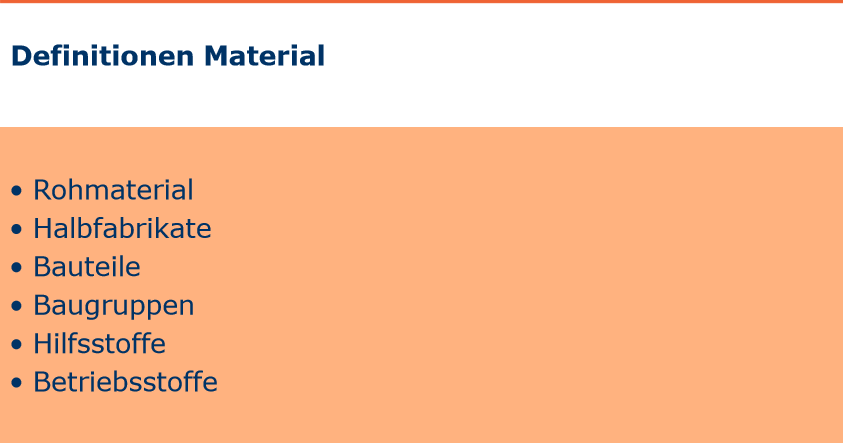 Definitionen Material
• Rohmaterial
• Halbfabrikate
• Bauteile
• Baugruppen
• Hilfsstoffe
• Betriebsstoffe